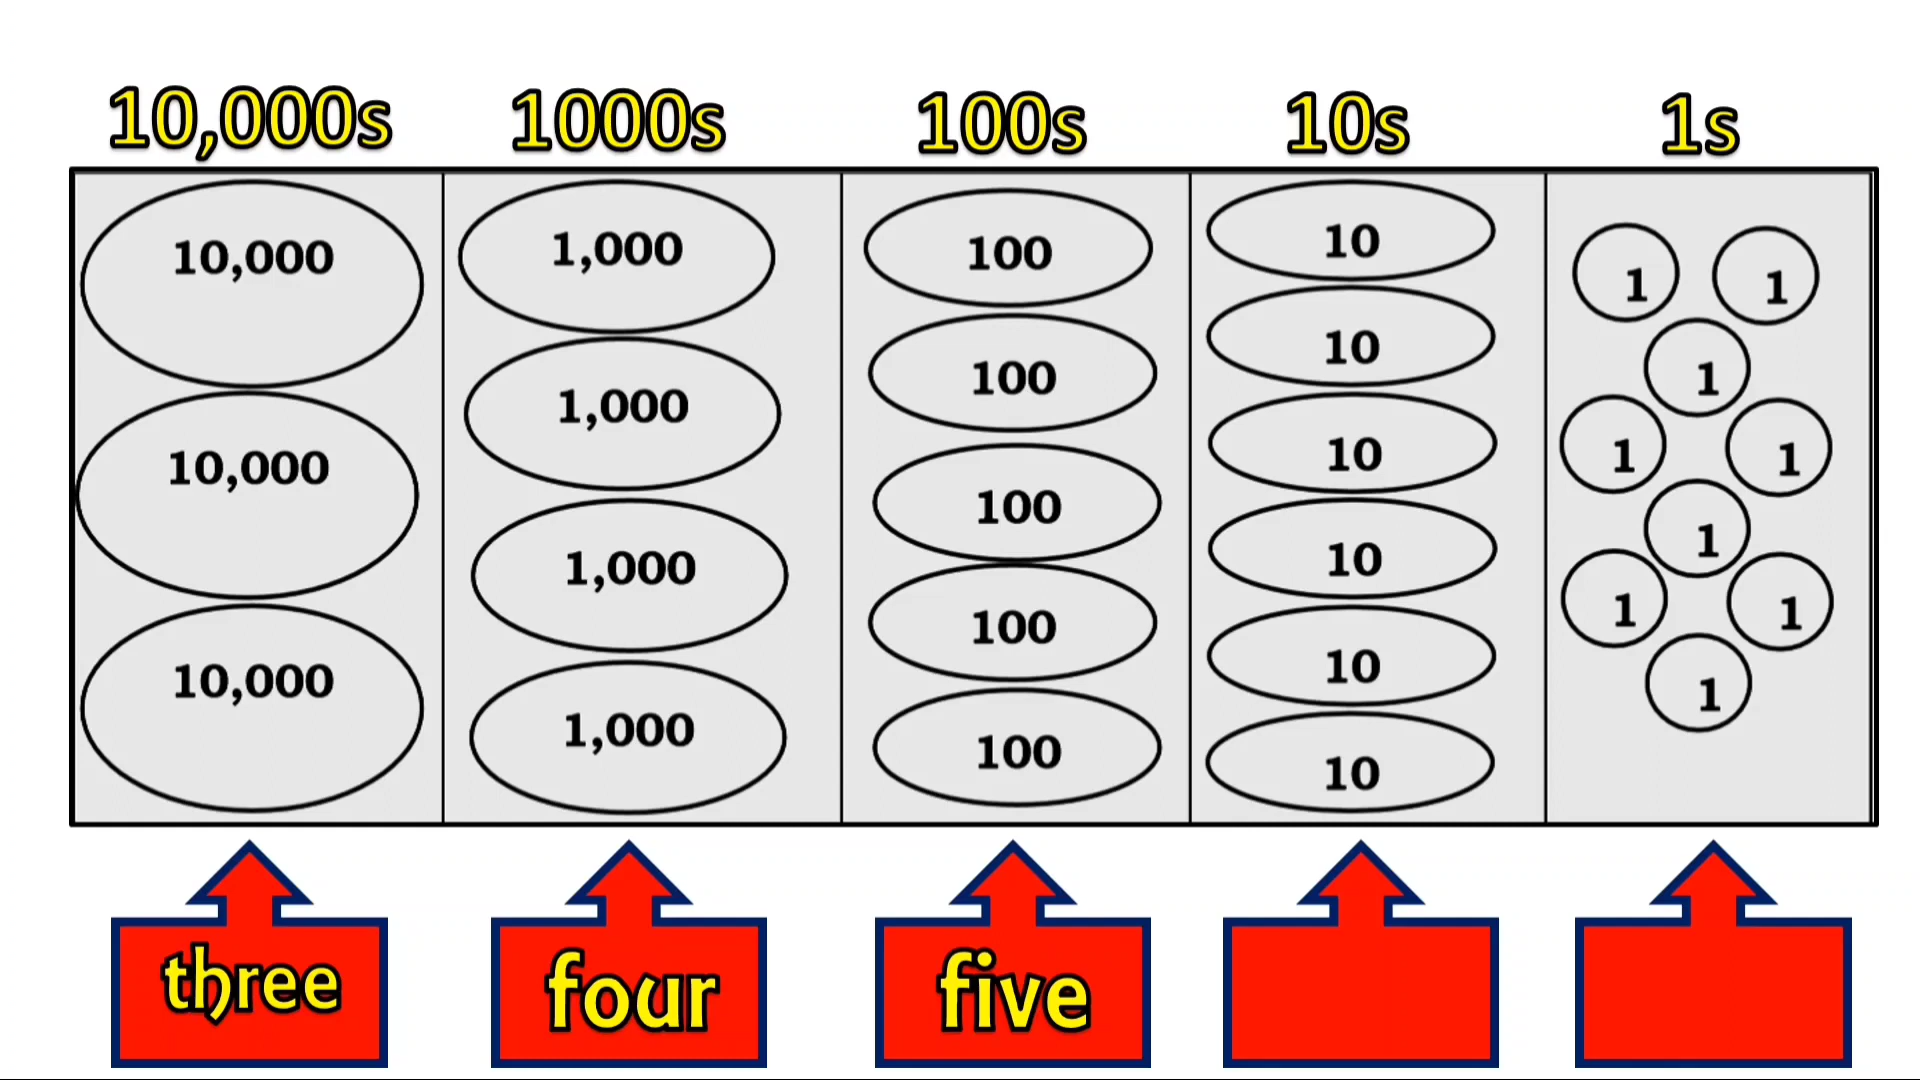 10,000s 1000s 100s 10s 1s
10,000 1,000 100 10 1 1
1
10,000 1,000 100 10 1 1
1,000 100 10 1
10,000 1,000 100 10 1 1
100 10 1
10
three four five